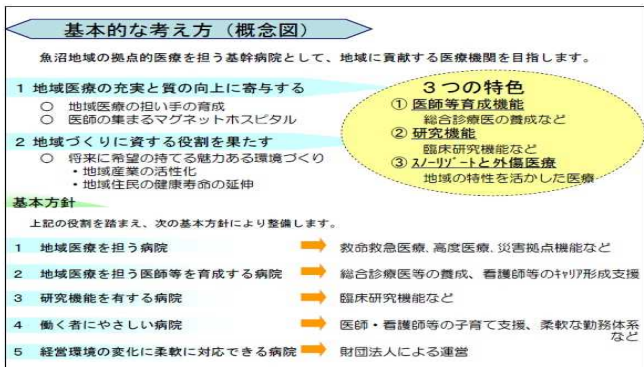 基本的な考え方（概念図）
魚沼地域の拠点的医療を担う基幹病院として、地域に貢献する医療機関を目指します。
1 地域医療の充実と質の向上に寄与する
○ 地域医療の担い手の育成
○ 医師の集まるマグネットホスピタル
2 地域づくりに資する役割を果たす
○ 将来に希望の持てる魅力ある環境づくり
・地域産業の活性化
・地域住民の健康寿命の延伸
3つの特色
① 医師等育成機能
総合診療医の養成など
② 研究機能
臨床研究機能など
③ ｽﾉｰﾘｿﾞｰﾄと外傷医療
地域の特性を活かした医療
基本方針
上記の役割を踏まえ、次の基本方針により整備します。
1 地域医療を担う病院 救命救急医療、高度医療、災害拠点機能など
2 地域医療を担う医師等を育成する病院 総合診療医等の養成、看護師等のｷｬﾘｱ形成支援
3 研究機能を有する病院 臨床研究機能など
4 働く者にやさしい病院 医師・看護師等の子育て支援、柔軟な勤務体系
など
5 経営環境の変化に柔軟に対応できる病院 財団法人による運営